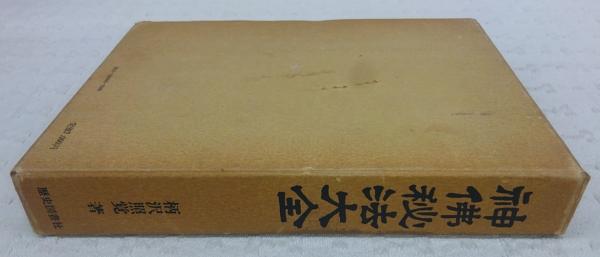 神佛秘法大全
柄沢照覚 著
歴史図書社